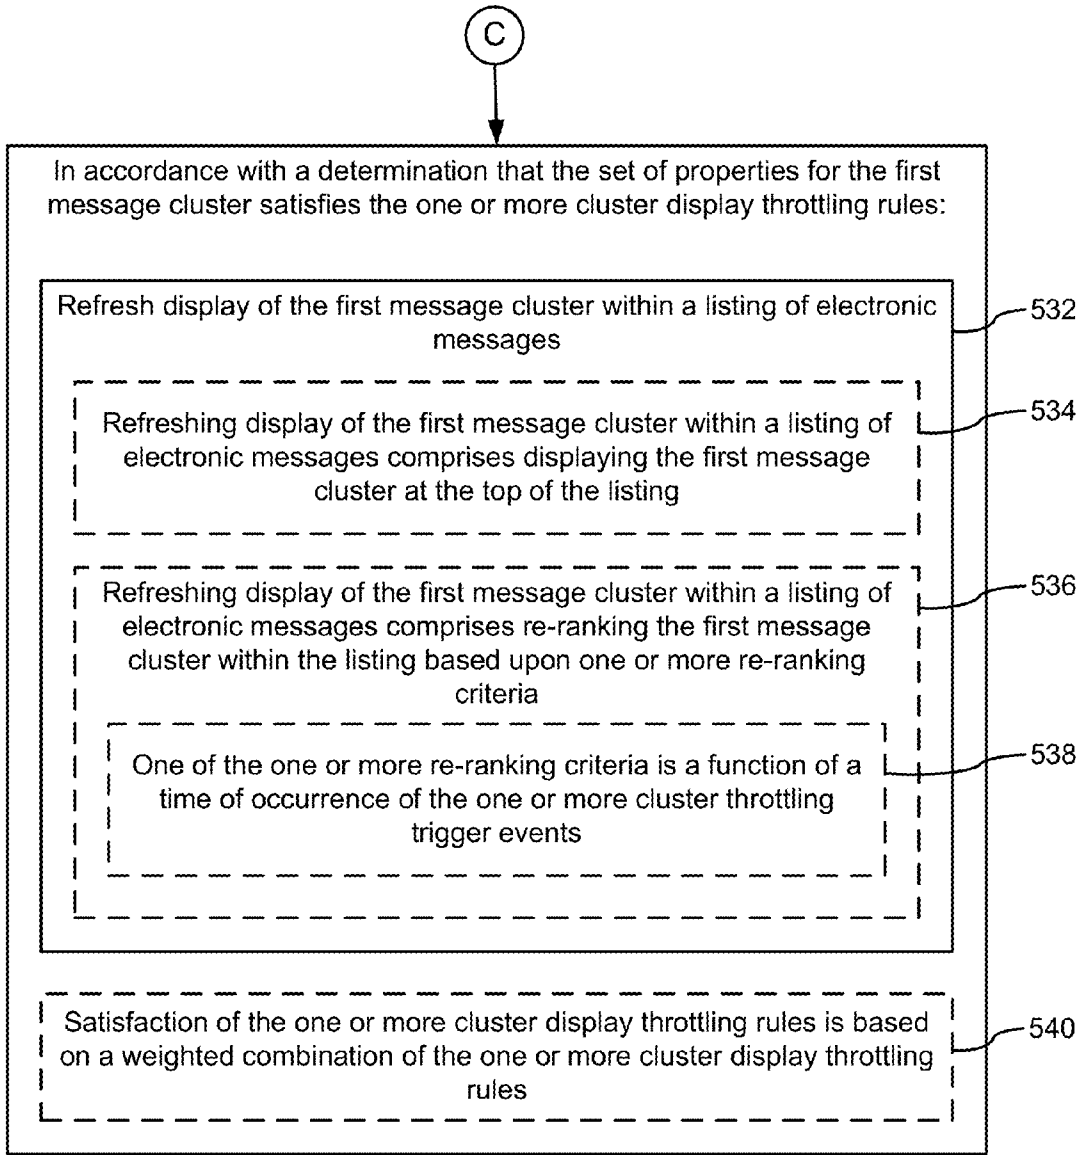 C
In accordance with a determination that the set of properties for the first
message cluster satisfies the one or more cluster display throttling rules:
Refresh display of the first message cluster within a listing of electronic
messages
532
Refreshing display of the first message cluster within a listing of
electronic messages comprises displaying the first message
cluster at the top of the listing
534
Refreshing display of the first message cluster within a listing of
electronic messages comprises re-ranking the first message
cluster within the listing based upon one or more re-ranking
criteria
536
One of the one or more re-ranking criteria is a function of a
time of occurrence of the one or more cluster throttling
trigger events
538
Satisfaction of the one or more cluster display throttling rules is based
on a weighted combination of the one or more cluster display throttling
rules
540